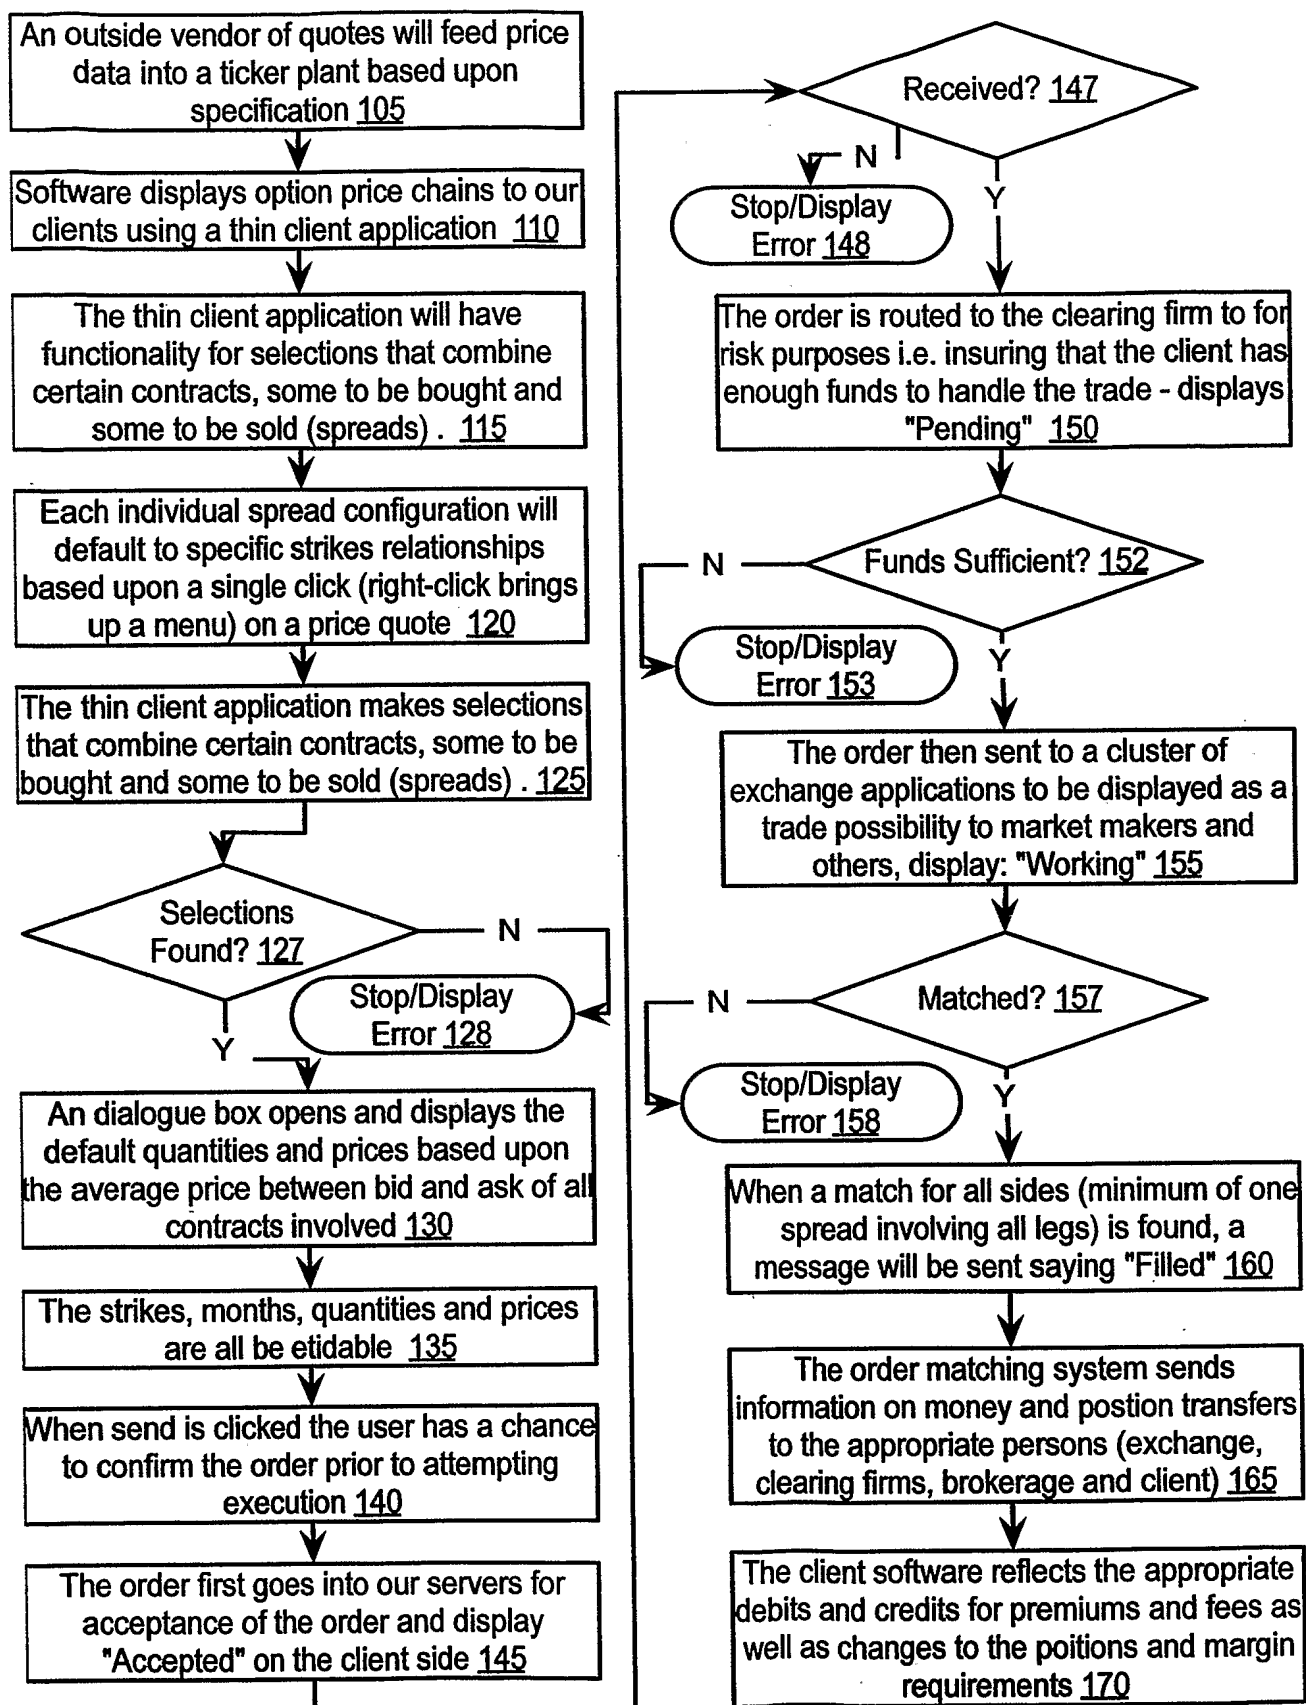 An outside vendor of quotes will feed price
data into a ticker plant based upon
specification 105
Software displays option price chains to our
clients using a thin client application 110
The thin client application will have
functionality for selections that combine
certain contracts, some to be bought and
some to be sold (spreads) . 115
Each individual spread configuration will
default to specific strikes relationships
based upon a single click (right-click brings
up a menu) on a price quote 120
The thin client application makes selections
that combine certain contracts, some to be
bought and some to be sold (spreads) . 125
Selections
Found? 127
N
Stop/Display
Error 128
Y
An dialogue box opens and displays the
default quantities and prices based upon
the average price between bid and ask of all
contracts involved 130
The strikes, months, quantities and prices
are all be etidable 135
When send is clicked the user has a chance
to confirm the order prior to attempting
execution 140
The order first goes into our servers for
acceptance of the order and display
"Accepted" on the client side 145
Received? 147
N
Stop/Display
Error 148
Y
The order is routed to the clearing firm to for
risk purposes i.e. insuring that the client has
enough funds to handle the trade - displays
"Pending" 150
Funds Sufficient? 152
N
Stop/Display
Error 153
Y
The order then sent to a cluster of
exchange applications to be displayed as a
trade possibility to market makers and
others, display: "Working" 155
Matched? 157
N
Stop/Display
Error 158
Y
When a match for all sides (minimum of one
spread involving all legs) is found, a
message will be sent saying "Filled" 160
The order matching system sends
information on money and postion transfers
to the appropriate persons (exchange,
clearing firms, brokerage and client) 165
The client software reflects the appropriate
debits and credits for premiums and fees as
well as changes to the poitions and margin
requirements 170